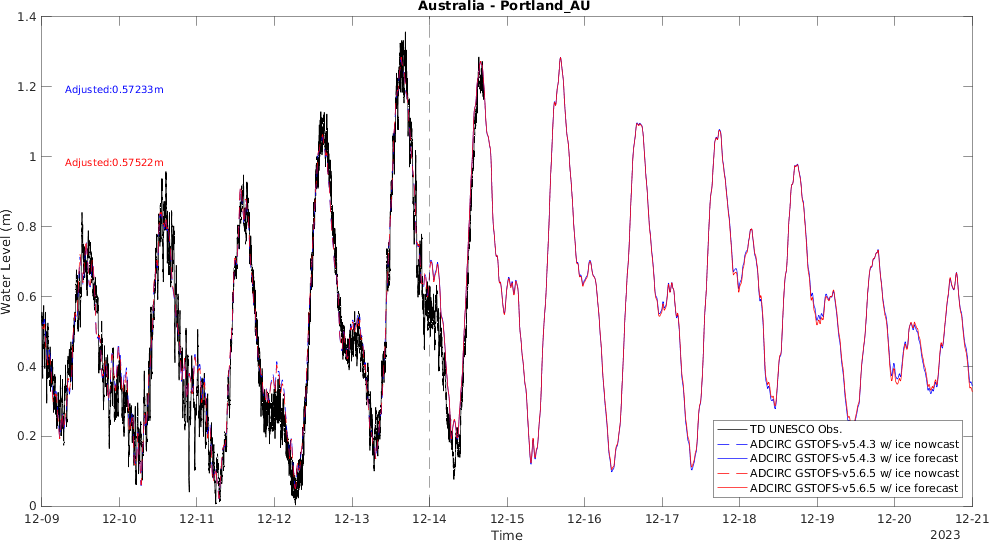 Australia - Portland_AU
1.4
1.2
1
0.8
0.6
0.4
0.2
0
Water Level (m)
Adjusted:0.57233m
Adjusted:0.57522m
TD UNESCO Obs.
ADCIRC GSTOFS-v5.4.3 w/ ice nowcast
ADCIRC GSTOFS-v5.4.3 w/ ice forecast
ADCIRC GSTOFS-v5.6.5 w/ ice nowcast
ADCIRC GSTOFS-v5.6.5 w/ ice forecast
12-09 12-10 12-11 12-12 12-13 12-14 12-15 12-16 12-17 12-18 12-19 12-20 12-21
Time
2023